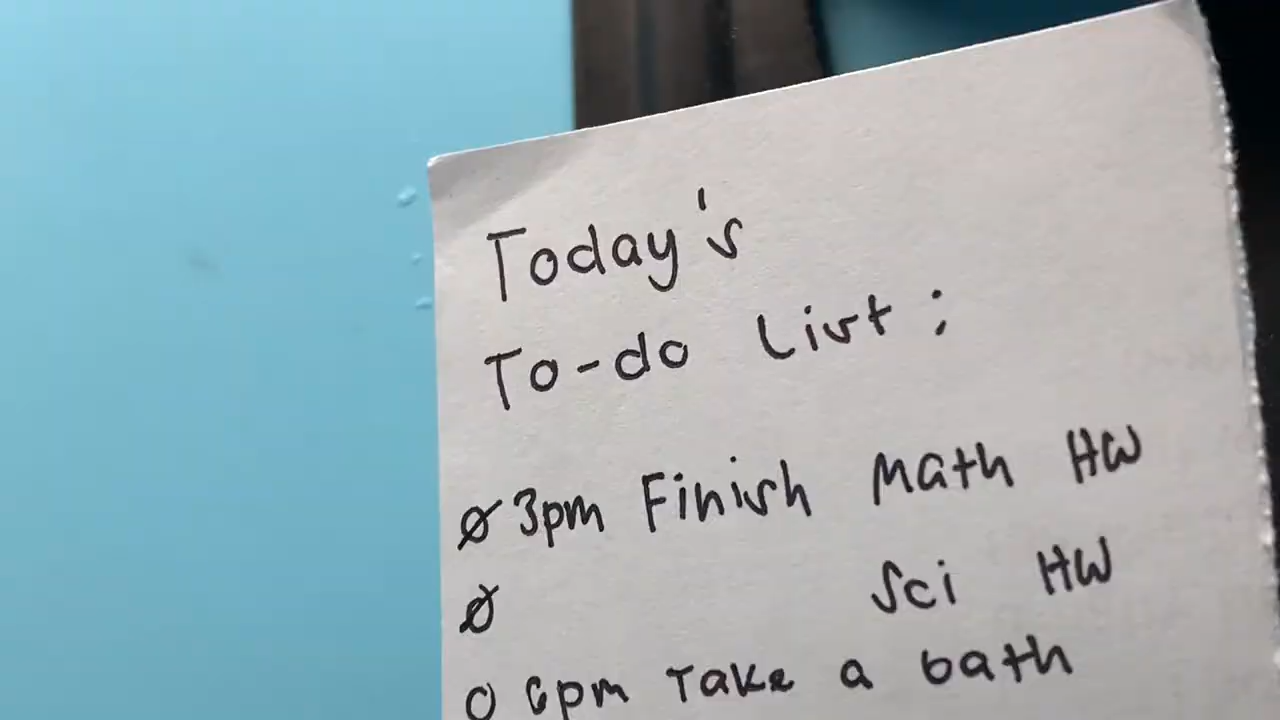 Today's
To-do List:
3pm Finish Math HW
Sci HW
6pm Take a bath